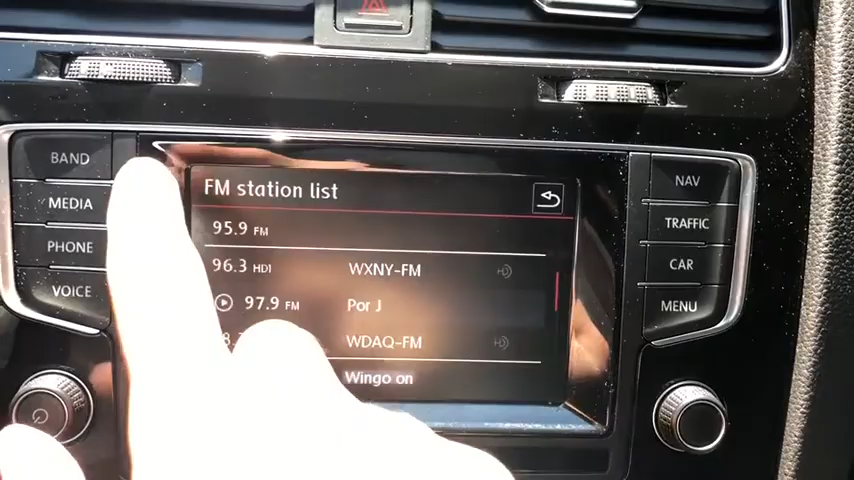 BAND
MEDIA
PHONE
VOICE
FM station list
95.9 FM
96.3 HD1 WXNY-FM
97.9 FM Por J
WDAQ-FM
Wingo on
NAV
TRAFFIC
CAR
MENU